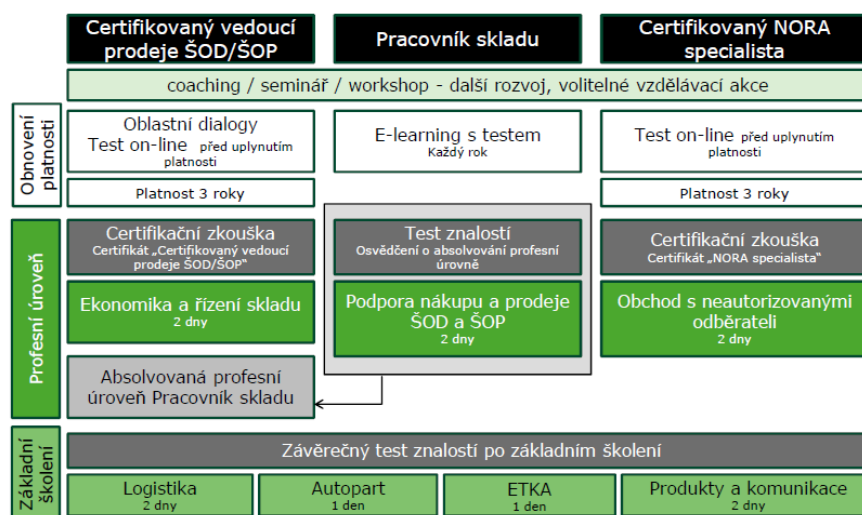 Certifikovaný vedoucí
prodeje ŠOD/ŠOP
Pracovník skladu
Certifikovaný NORA
specialista
coaching / seminář / workshop - další rozvoj, volitelné vzdělávací akce
Obnovení
platnosti
Oblastní dialogy
Test on-line před uplynutím
platnosti
E-learning s testem
Každý rok
Test on-line před uplynutím
platnosti
Platnost 3 roky
Platnost 3 roky
Profesní úroveň
Certifikační zkouška
Certifikát „Certifikovaný vedoucí
prodeje ŠOD/ŠOP“
Test znalostí
Osvědčení o absolvování profesní
úrovně
Certifikační zkouška
Certifikát „NORA specialista“
Ekonomika a řízení skladu
2 dny
Podpora nákupu a prodeje
ŠOD a ŠOP
2 dny
Obchod s neautorizovanými
odběrateli
2 dny
Absolvovaná profesní
úroveň Pracovník skladu
Základní
školení
Závěrečný test znalostí po základním školení
Logistika
2 dny
Autopart
1 den
ETKA
1 den
Produkty a komunikace
2 dny